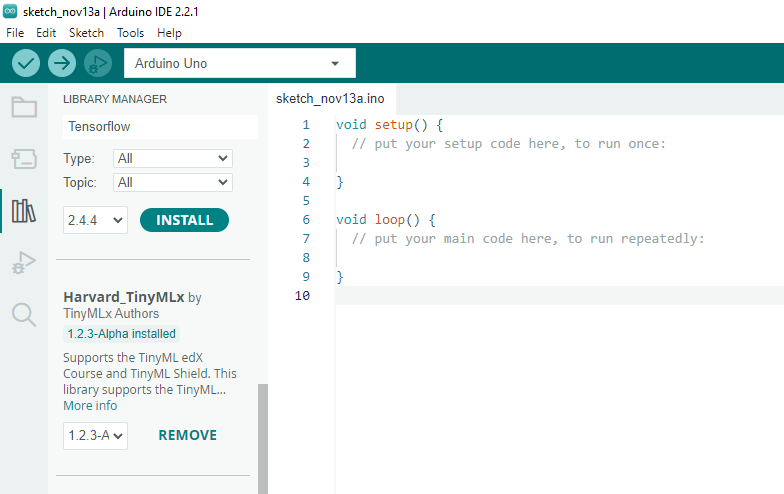 sketch_nov13a | Arduino IDE 2.2.1
File Edit Sketch Tools Help
Arduino Uno
LIBRARY MANAGER
Tensorflow
Type: All
Topic: All
2.4.4 INSTALL
Harvard_TinyMLx by
TinyMLx Authors
1.2.3-Alpha installed
Supports the TinyML edX
Course and TinyML Shield. This
library supports the TinyML...
More info
1.2.3-A REMOVE
sketch_nov13a.ino
1 void setup() {
2 // put your setup code here, to run once:
3
4 }
5
6 void loop() {
7 // put your main code here, to run repeatedly:
8
9 }
10